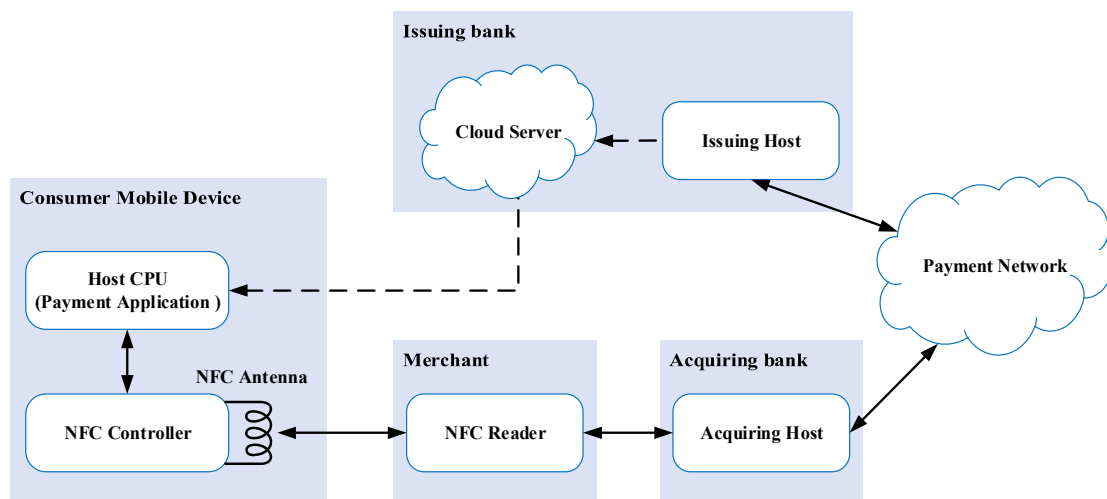 Issuing bank
Cloud Server
Issuing Host
Consumer Mobile Device
Host CPU
(Payment Application )
Payment Network
NFC Antenna
NFC Controller
Merchant
NFC Reader
Acquiring bank
Acquiring Host